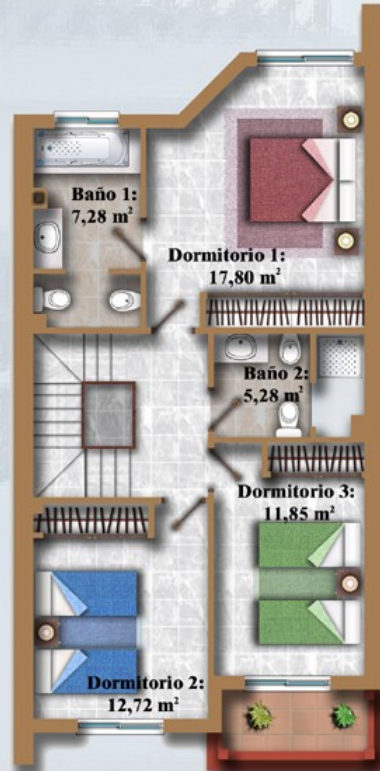 Baño 1:
7,28 m²
Dormitorio 1:
17,80 m²
Baño 2:
5,28 m²
Dormitorio 3:
11,85 m²
Dormitorio 2:
12,72 m²